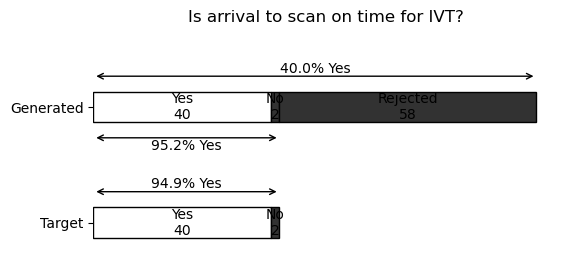 Is arrival to scan on time for IVT?
40.0% Yes
Generated
Yes
40
No
2
Rejected
58
95.2% Yes
94.9% Yes
Target
Yes
40
No
2